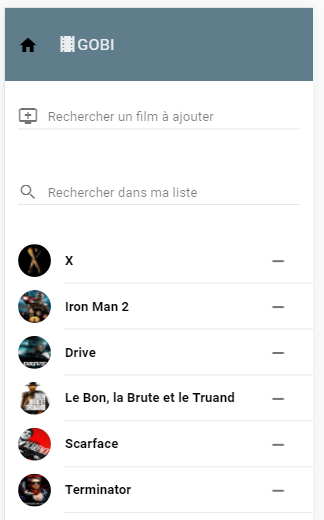 GOBI
Rechercher un film à ajouter
Rechercher dans ma liste
X
Iron Man 2
Drive
Le Bon, la Brute et le Truand
Scarface
Terminator